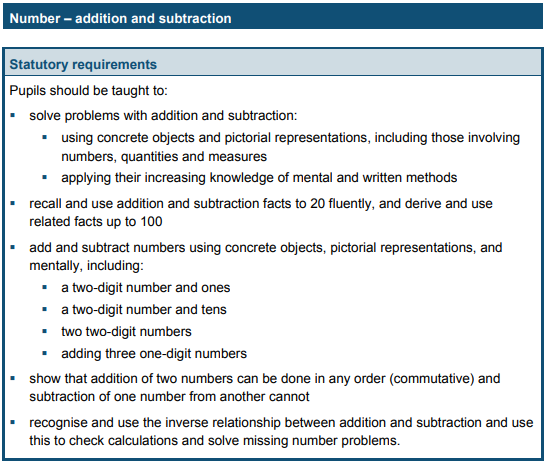 Number – addition and subtraction
Statutory requirements
Pupils should be taught to:
▪ solve problems with addition and subtraction:
▪ using concrete objects and pictorial representations, including those involving
numbers, quantities and measures
▪ applying their increasing knowledge of mental and written methods
▪ recall and use addition and subtraction facts to 20 fluently, and derive and use
related facts up to 100
▪ add and subtract numbers using concrete objects, pictorial representations, and
mentally, including:
▪ a two-digit number and ones
▪ a two-digit number and tens
▪ two two-digit numbers
▪ adding three one-digit numbers
▪ show that addition of two numbers can be done in any order (commutative) and
subtraction of one number from another cannot
▪ recognise and use the inverse relationship between addition and subtraction and use
this to check calculations and solve missing number problems.